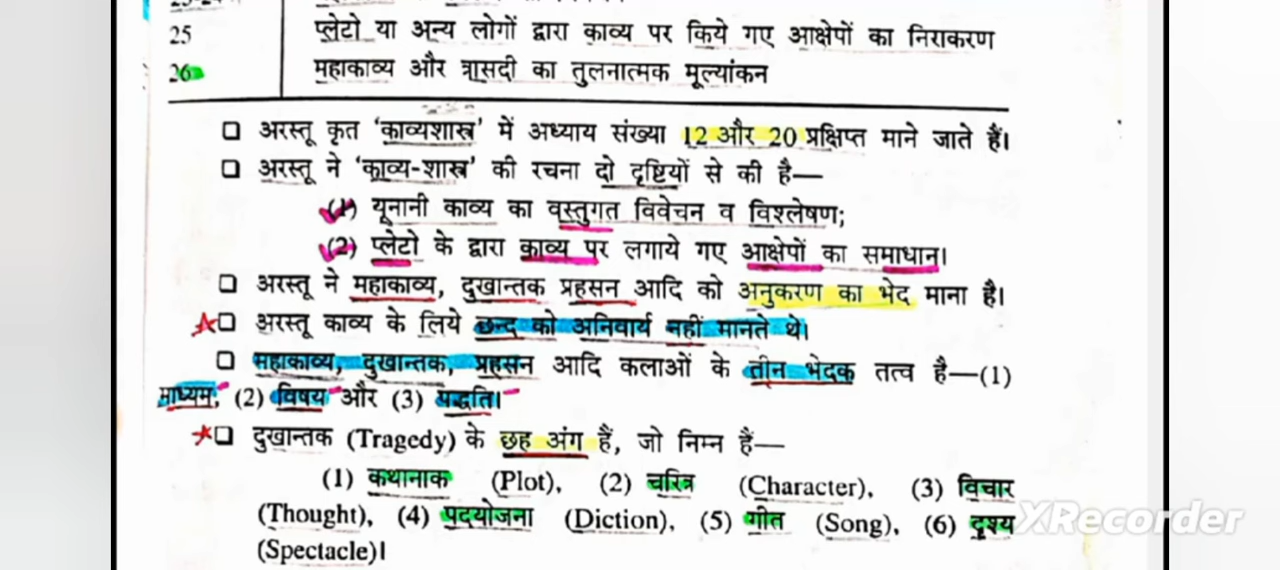 25 प्लेटो या अन्य लोगों द्वारा काव्य पर किये गए आक्षेपों का निराकरण
26 महाकाव्य और त्रासदी का तुलनात्मक मूल्यांकन
❑ अरस्तू कृत ‘काव्यशास्त्र’ में अध्याय संख्या 12 और 20 प्रक्षिप्त माने जाते हैं।
❑ अरस्तू ने ‘काव्य-शास्त्र’ की रचना दो दृष्टियों से की है—
(1) यूनानी काव्य का वस्तुगत विवेचन व विश्लेषण;
(2) प्लेटो के द्वारा काव्य पर लगाये गए आक्षेपों का समाधान।
❑ अरस्तू ने महाकाव्य, दुखान्तक प्रहसन आदि को अनुकरण का भेद माना है।
❑ अरस्तू काव्य के लिये छन्द को अनिवार्य नहीं मानते थे।
❑ महाकाव्य, दुखान्तक, प्रहसन आदि कलाओं के तीन भेदक तत्व है—(1)
माध्यम, (2) विषय और (3) पद्धति।
❑ दुखान्तक (Tragedy) के छह अंग हैं, जो निम्न हैं—
(1) कथानाक (Plot), (2) चरित्र (Character), (3) विचार
(Thought), (4) पदयोजना (Diction), (5) गीत (Song), (6) दृश्य
(Spectacle)।
XRecorder